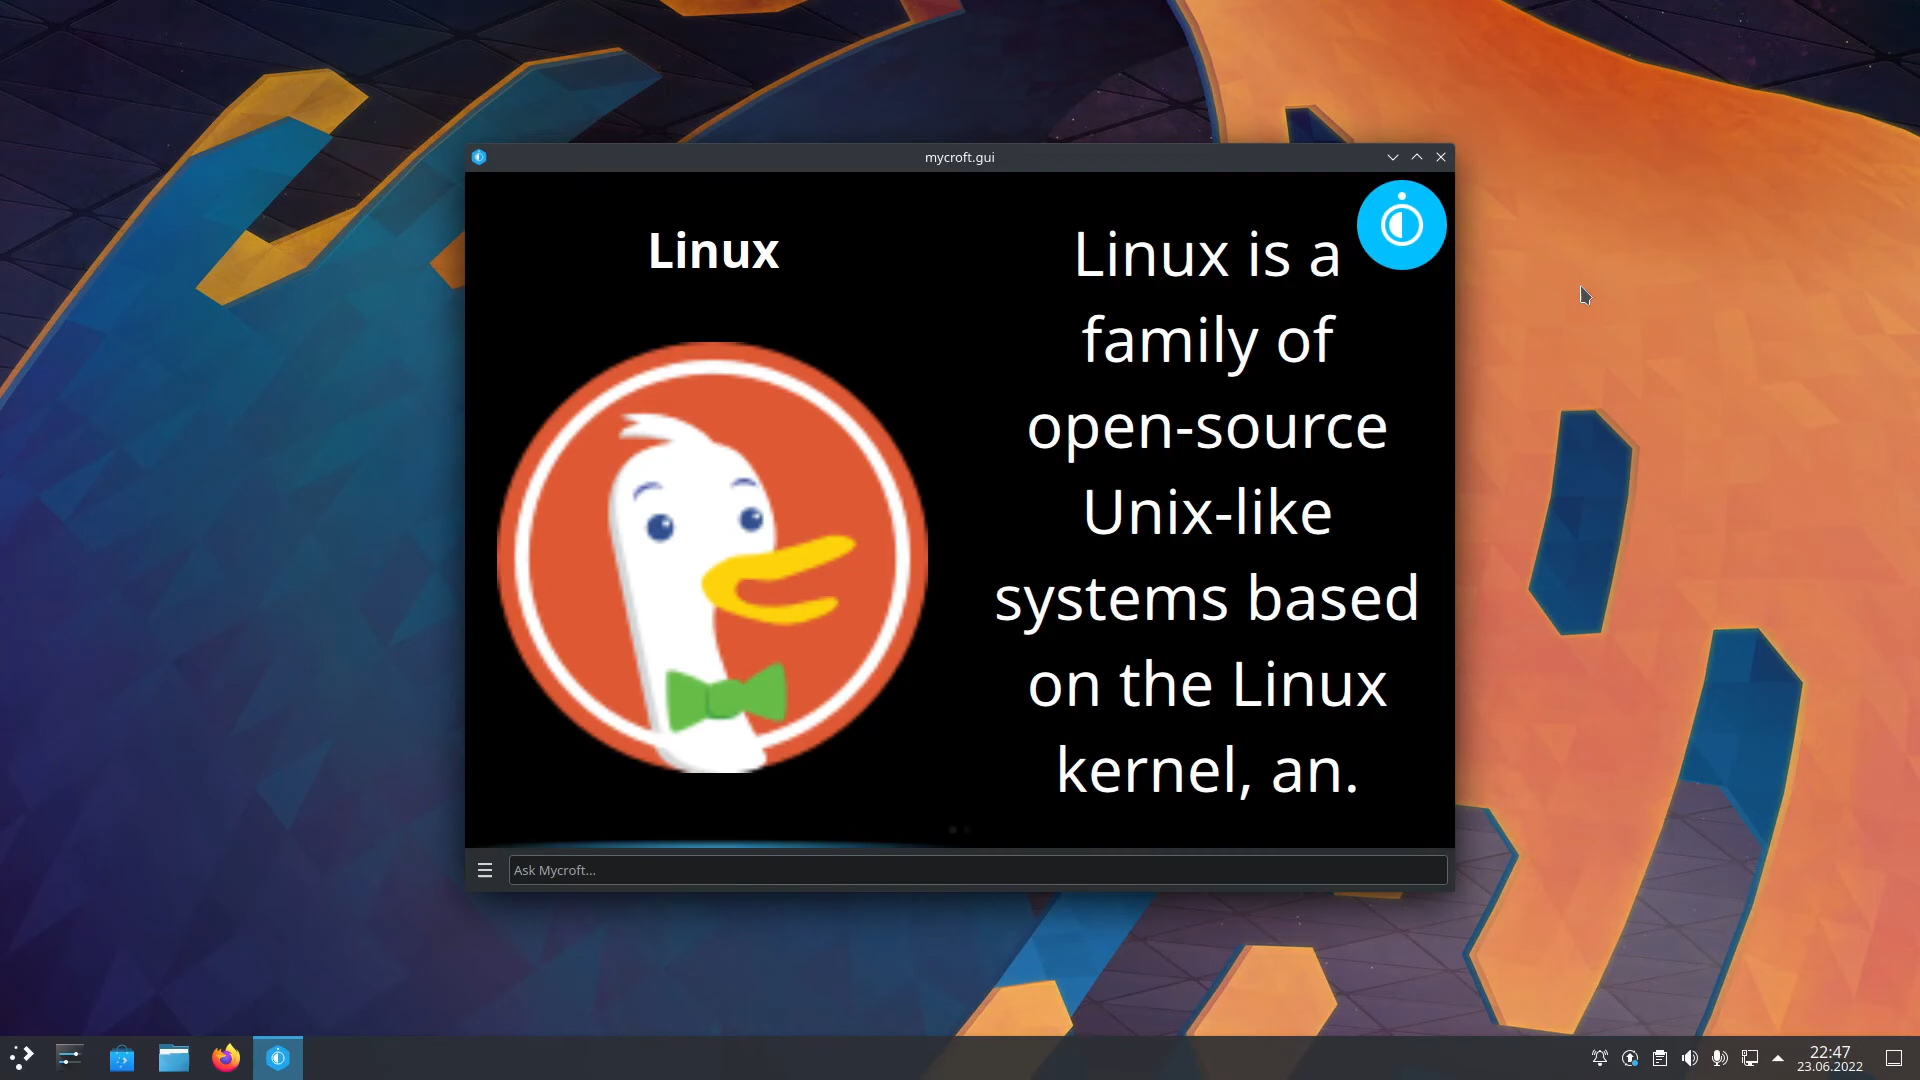 mycroft.gui
Linux
Linux is a
family of
open-source
Unix-like
systems based
on the Linux
kernel, an.
Ask Mycroft...
22:47
23.06.2022